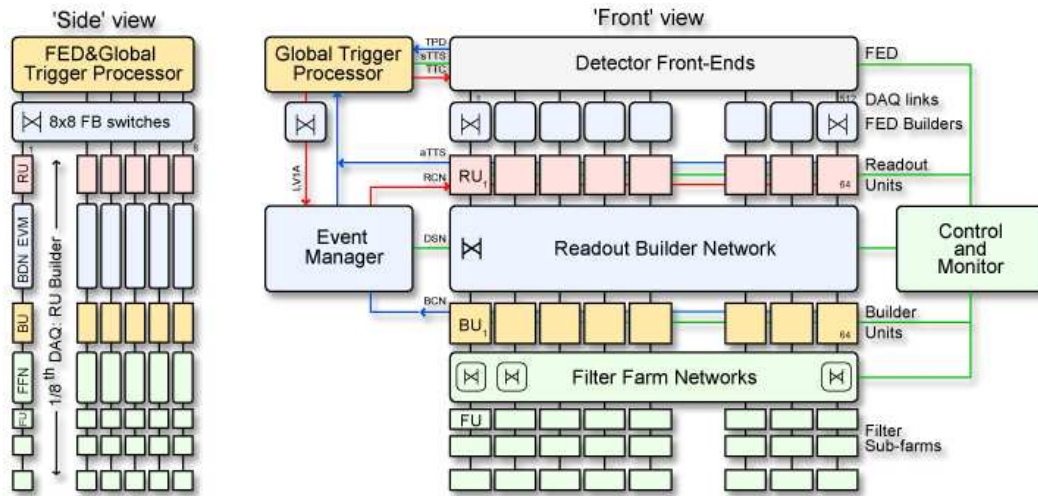 'Side' view
FED&Global
Trigger Processor
8x8 FB switches
1
8
RU
BDN EVM
BU
FFN
FU
1/8th DAQ: RU Builder
'Front' view
Global Trigger
Processor
TPD
sTTS
TTC
Detector Front-Ends
FED
1
512
DAQ links
FED Builders
LV1A
aTTS
RCN
RU1
64
Readout
Units
Event
Manager
DSN
Readout Builder Network
Control
and
Monitor
BCN
BU1
64
Builder
Units
Filter Farm Networks
FU
Filter
Sub-farms